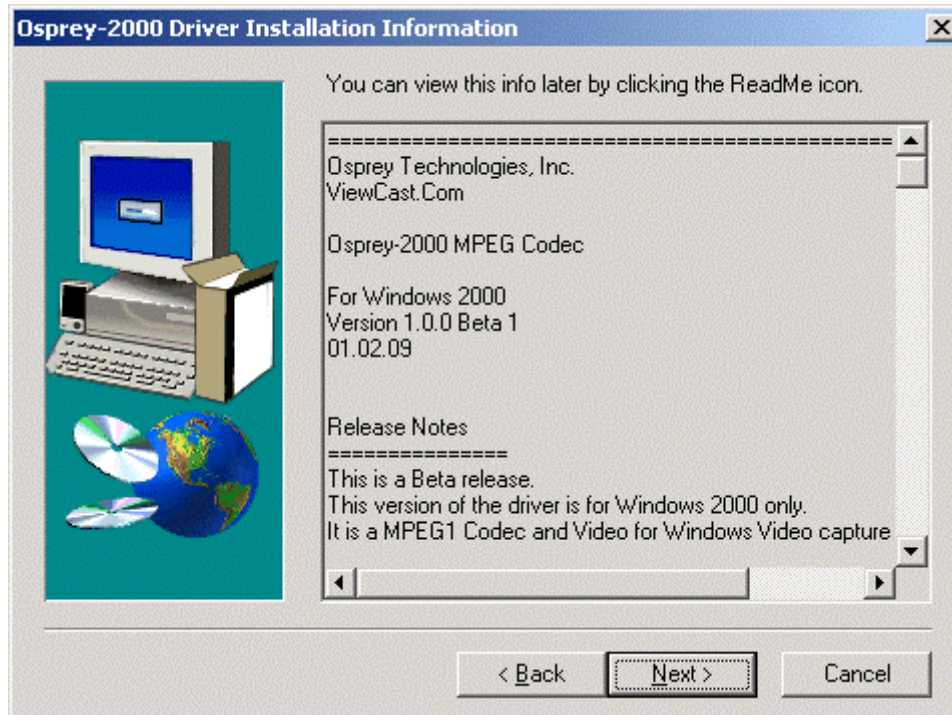 Osprey-2000 Driver Installation Information
You can view this info later by clicking the ReadMe icon.
===============================================
Osprey Technologies, Inc.
ViewCast.Com
Osprey-2000 MPEG Codec
For Windows 2000
Version 1.0.0 Beta 1
01.02.09
Release Notes
===============
This is a Beta release.
This version of the driver is for Windows 2000 only.
It is a MPEG1 Codec and Video for Windows Video capture
< Back
Next >
Cancel